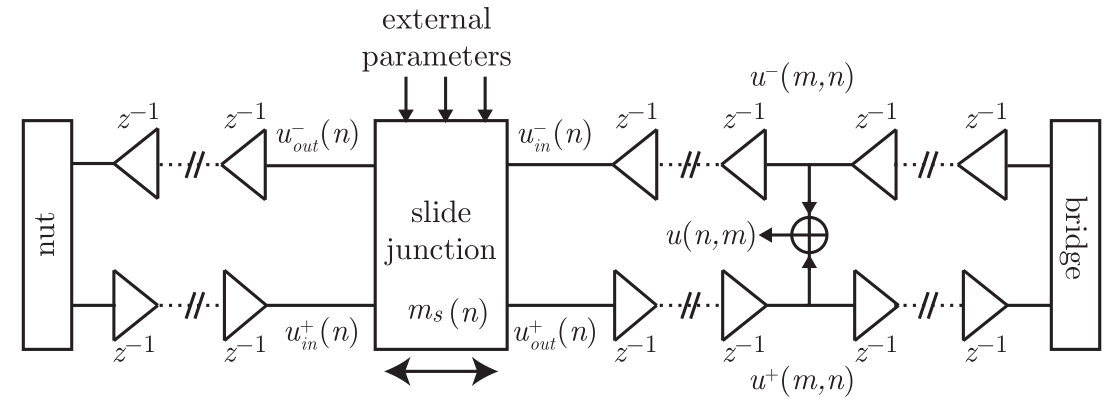 external
parameters
u⁻(m,n)
z⁻¹ z⁻¹ u⁻ₒᵤₜ(n) u⁻ᵢₙ(n) z⁻¹ z⁻¹ z⁻¹ z⁻¹
nut
slide
junction
u(n,m)
bridge
mₛ(n)
z⁻¹ z⁻¹ u⁺ᵢₙ(n) u⁺ₒᵤₜ(n) z⁻¹ z⁻¹ z⁻¹ z⁻¹
u⁺(m,n)